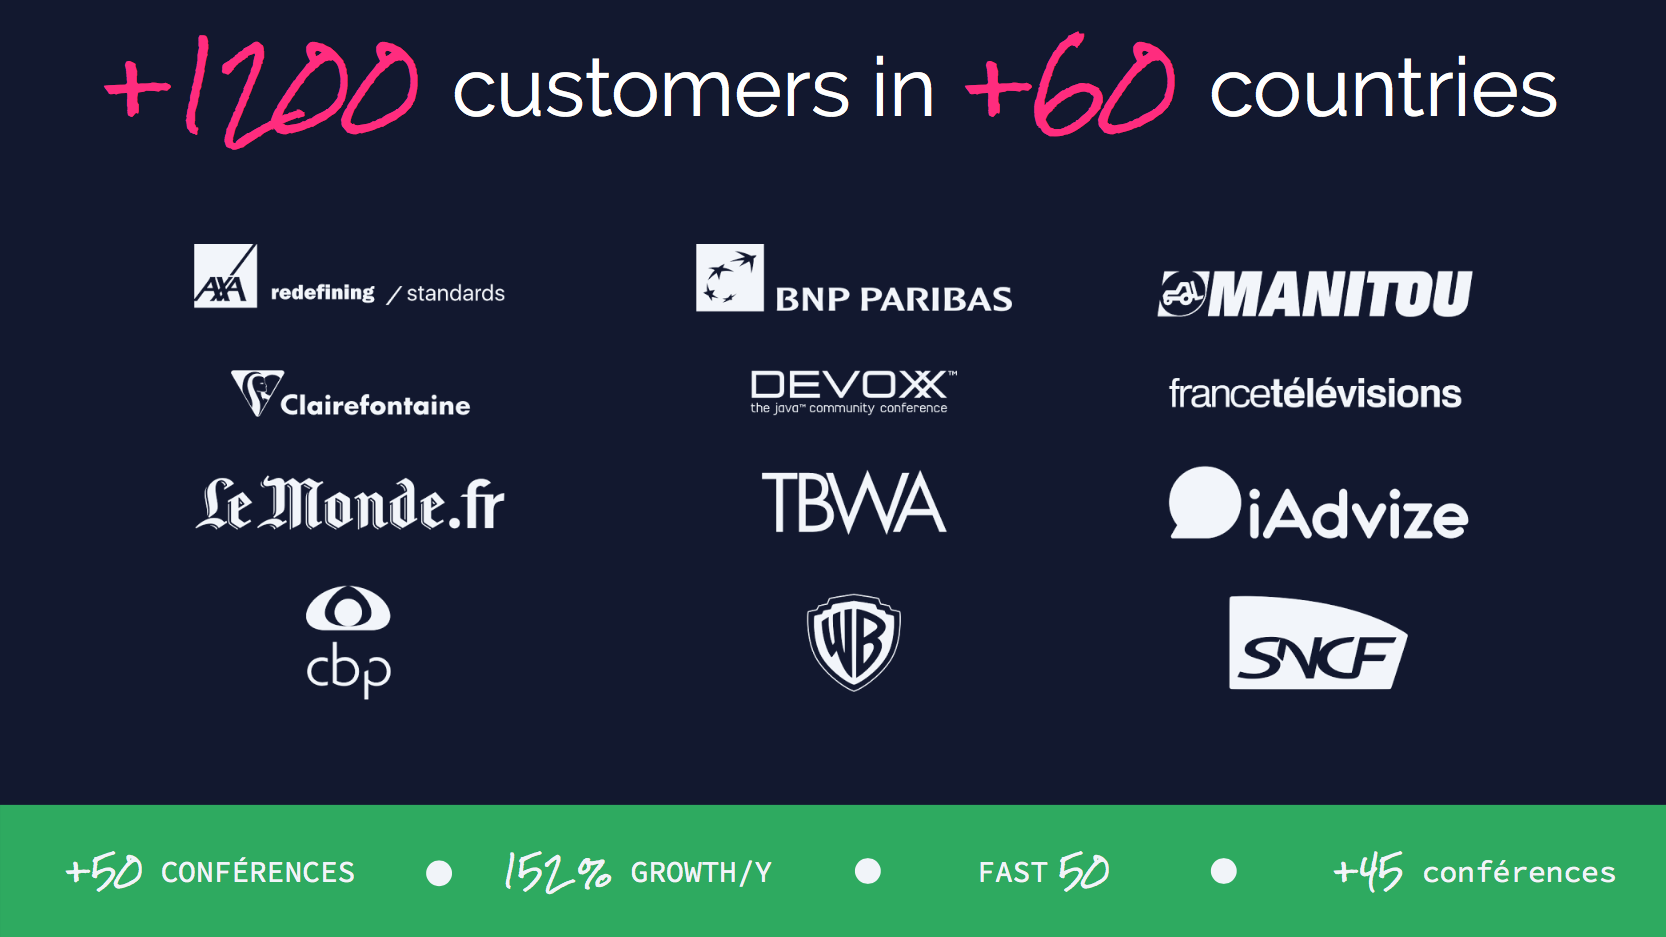 +1200 customers in +60 countries
AXA redefining / standards
BNP PARIBAS
MANITOU
Clairefontaine
DEVOXX™
the java™ community conference
francetélévisions
Le Monde.fr
TBWA
iAdvize
cbp
WB
SNCF
+50 CONFÉRENCES
152% GROWTH/Y
FAST 50
+45 conférences